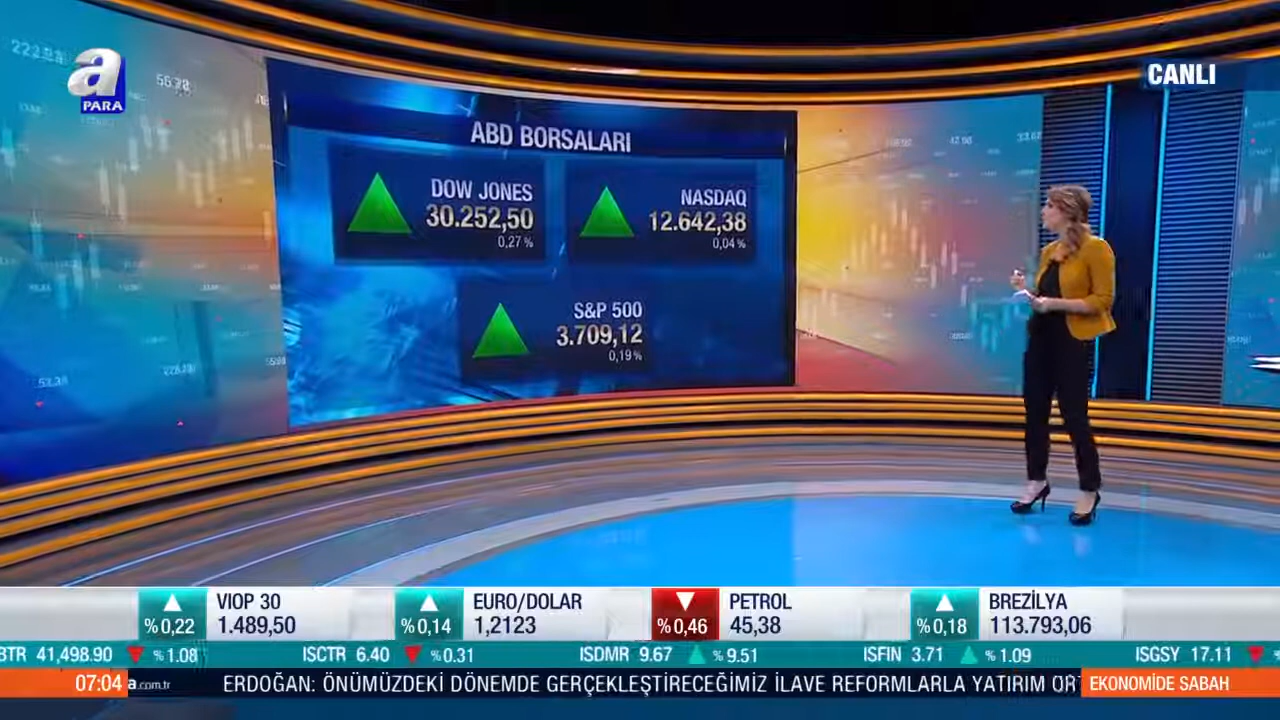 a
PARA
CANLI
ABD BORSALARI
DOW JONES
30.252,50
0,27 %
NASDAQ
12.642,38
0,04 %
S&P 500
3.709,12
0,19 %
%0,22
VIOP 30
1.489,50
%0,14
EURO/DOLAR
1,2123
%0,46
PETROL
45,38
%0,18
BREZİLYA
113.793,06
BTR 41,498.90 %1.08 ISCTR 6.40 %0.31 ISDMR 9.67 %9.51 ISFIN 3.71 %1.09 ISGSY 17.11
07:04 a.com.tr ERDOĞAN: ÖNÜMÜZDEKİ DÖNEMDE GERÇEKLEŞTİRECEĞİMİZ İLAVE REFORMLARLA YATIRIM ORT EKONOMİDE SABAH